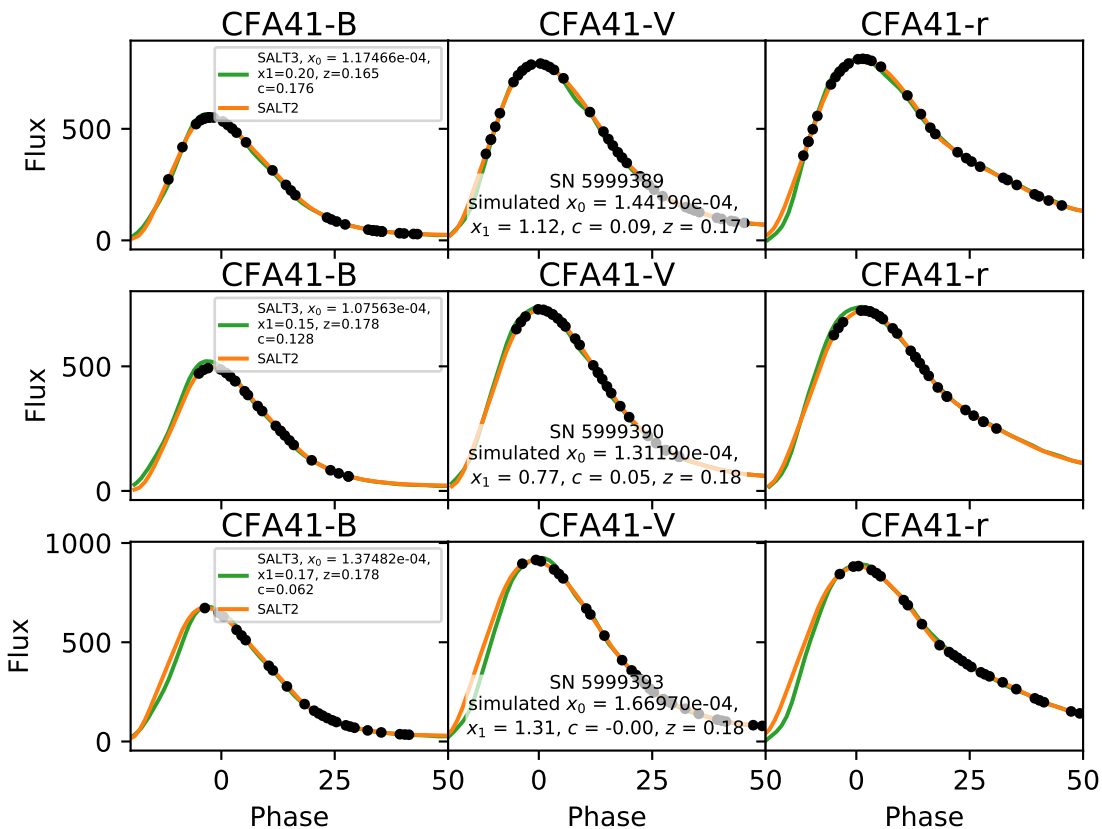 CFA41-B CFA41-V CFA41-r
Flux
500
0
SALT3, x₀ = 1.17466e-04,
x1=0.20, z=0.165
c=0.176
SALT2
SN 5999389
simulated x₀ = 1.44190e-04,
x₁ = 1.12, c = 0.09, z = 0.17
CFA41-B CFA41-V CFA41-r
Flux
500
0
SALT3, x₀ = 1.07563e-04,
x1=0.15, z=0.178
c=0.128
SALT2
SN 5999390
simulated x₀ = 1.31190e-04,
x₁ = 0.77, c = 0.05, z = 0.18
CFA41-B CFA41-V CFA41-r
Flux
1000
500
0
SALT3, x₀ = 1.37482e-04,
x1=0.17, z=0.178
c=0.062
SALT2
SN 5999393
simulated x₀ = 1.66970e-04,
x₁ = 1.31, c = -0.00, z = 0.18
0 25 50 0 25 50 0 25 50
Phase Phase Phase